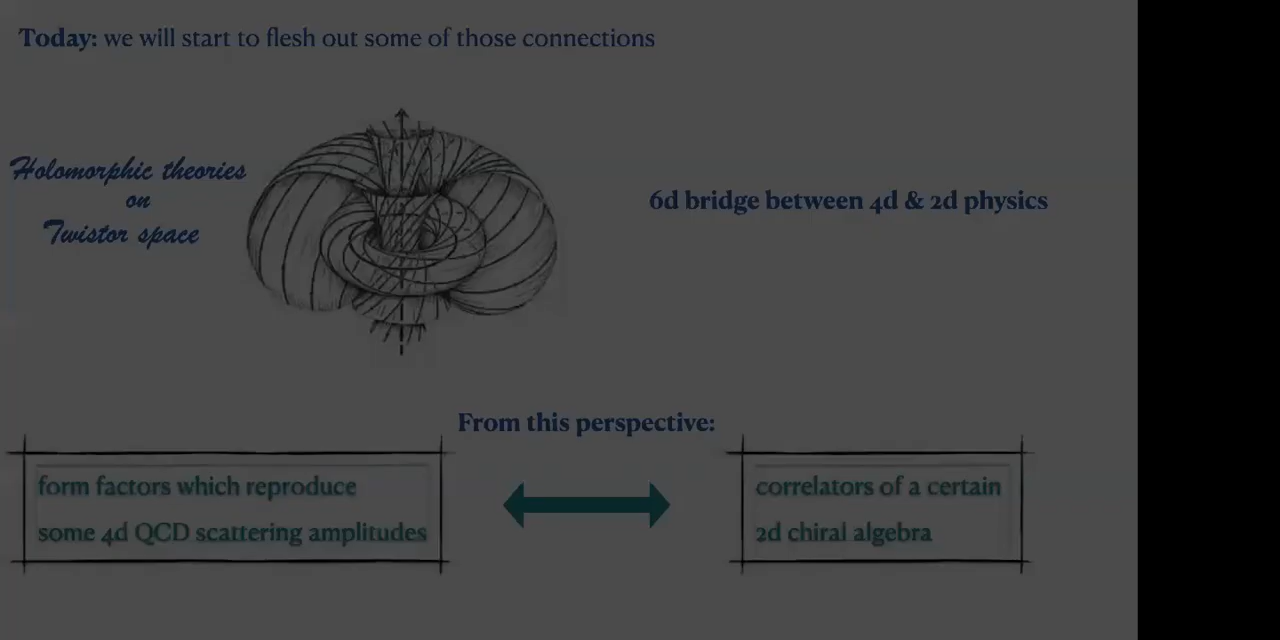 Today: we will start to flesh out some of those connections
Holomorphic theories
on
Twistor space
6d bridge between 4d & 2d physics
From this perspective:
form factors which reproduce
some 4d QCD scattering amplitudes
correlators of a certain
2d chiral algebra